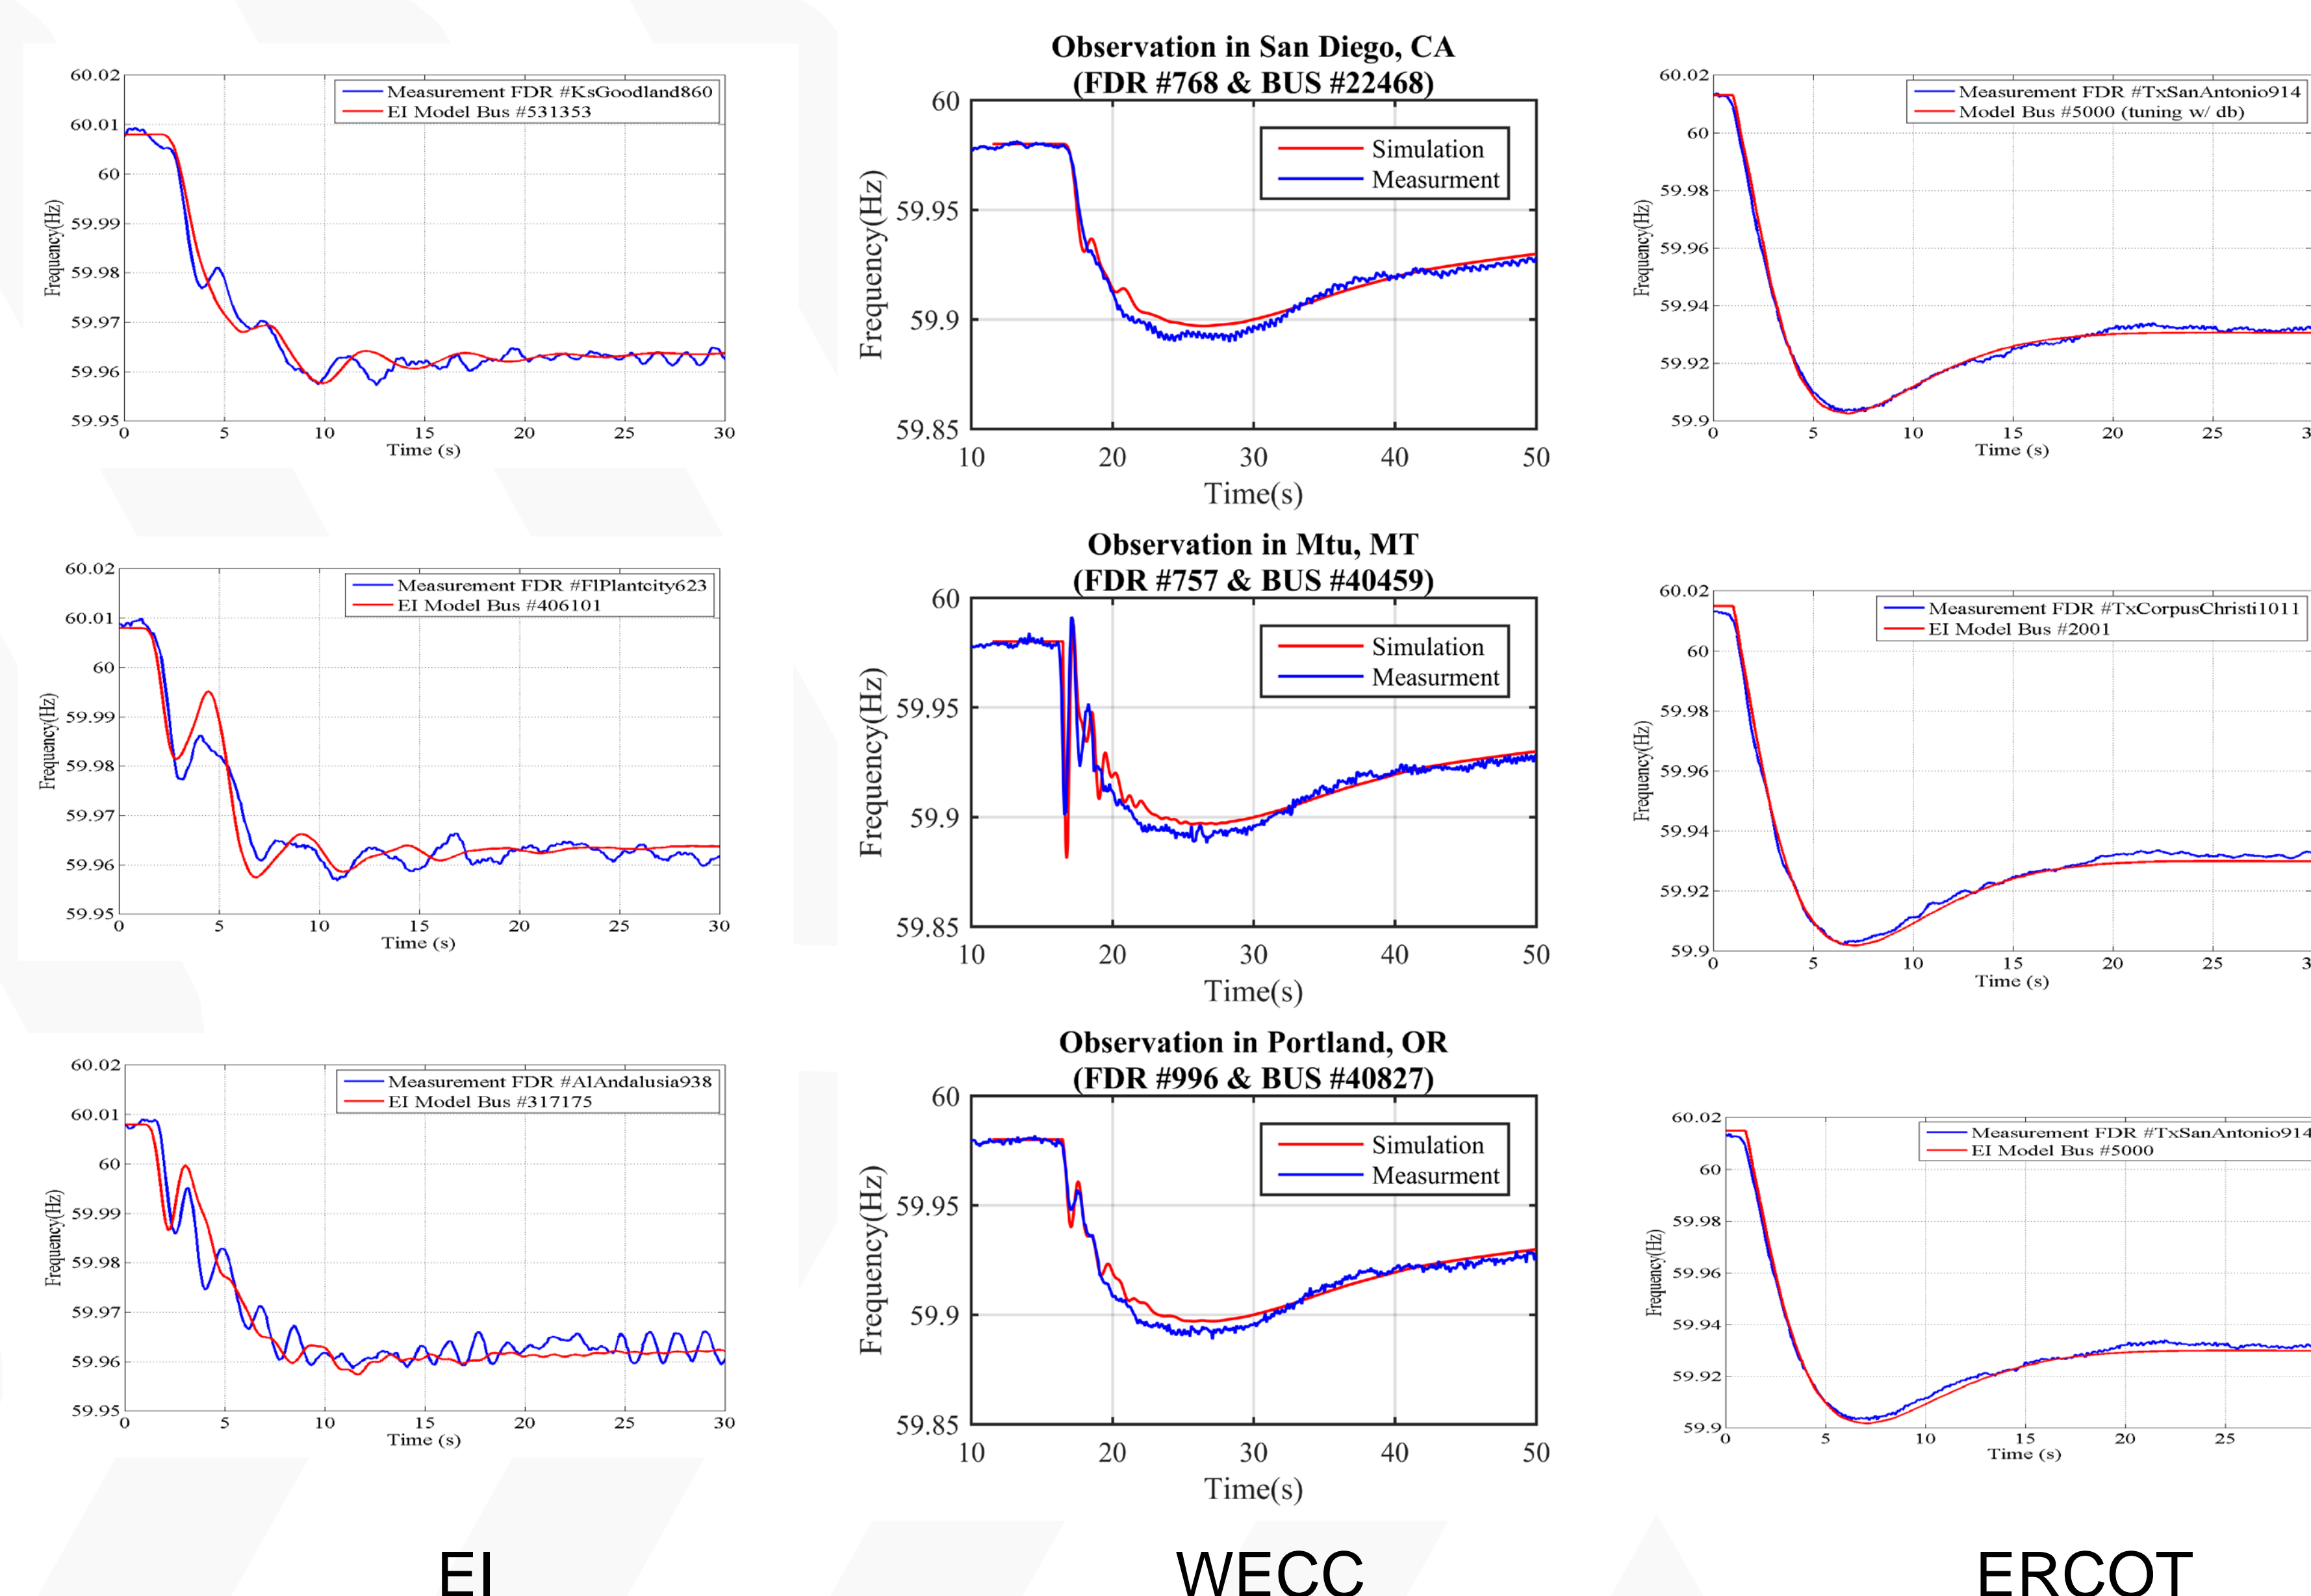 60.02
60.01
60
59.99
59.98
59.97
59.96
59.95
Frequency(Hz)
Measurement FDR #KsGoodland860
EI Model Bus #531353
0 5 10 15 20 25 30
Time (s)
Observation in San Diego, CA
(FDR #768 & BUS #22468)
60
59.95
59.9
59.85
Frequency(Hz)
Simulation
Measurment
10 20 30 40 50
Time(s)
60.02
60
59.98
59.96
59.94
59.92
59.9
Frequency(Hz)
Measurement FDR #TxSanAntonio914
Model Bus #5000 (tuning w/ db)
0 5 10 15 20 25
Time (s)
60.02
60.01
60
59.99
59.98
59.97
59.96
59.95
Frequency(Hz)
Measurement FDR #FlPlantcity623
EI Model Bus #406101
0 5 10 15 20 25 30
Time (s)
Observation in Mtu, MT
(FDR #757 & BUS #40459)
60
59.95
59.9
59.85
Frequency(Hz)
Simulation
Measurment
10 20 30 40 50
Time(s)
60.02
60
59.98
59.96
59.94
59.92
59.9
Frequency(Hz)
Measurement FDR #TxCorpusChristi1011
EI Model Bus #2001
0 5 10 15 20 25
Time (s)
60.02
60.01
60
59.99
59.98
59.97
59.96
59.95
Frequency(Hz)
Measurement FDR #AlAndalusia938
EI Model Bus #317175
0 5 10 15 20 25 30
Time (s)
Observation in Portland, OR
(FDR #996 & BUS #40827)
60
59.95
59.9
59.85
Frequency(Hz)
Simulation
Measurment
10 20 30 40 50
Time(s)
60.02
60
59.98
59.96
59.94
59.92
59.9
Frequency(Hz)
Measurement FDR #TxSanAntonio914
EI Model Bus #5000
0 5 10 15 20 25
Time (s)
EI
WECC
ERCOT